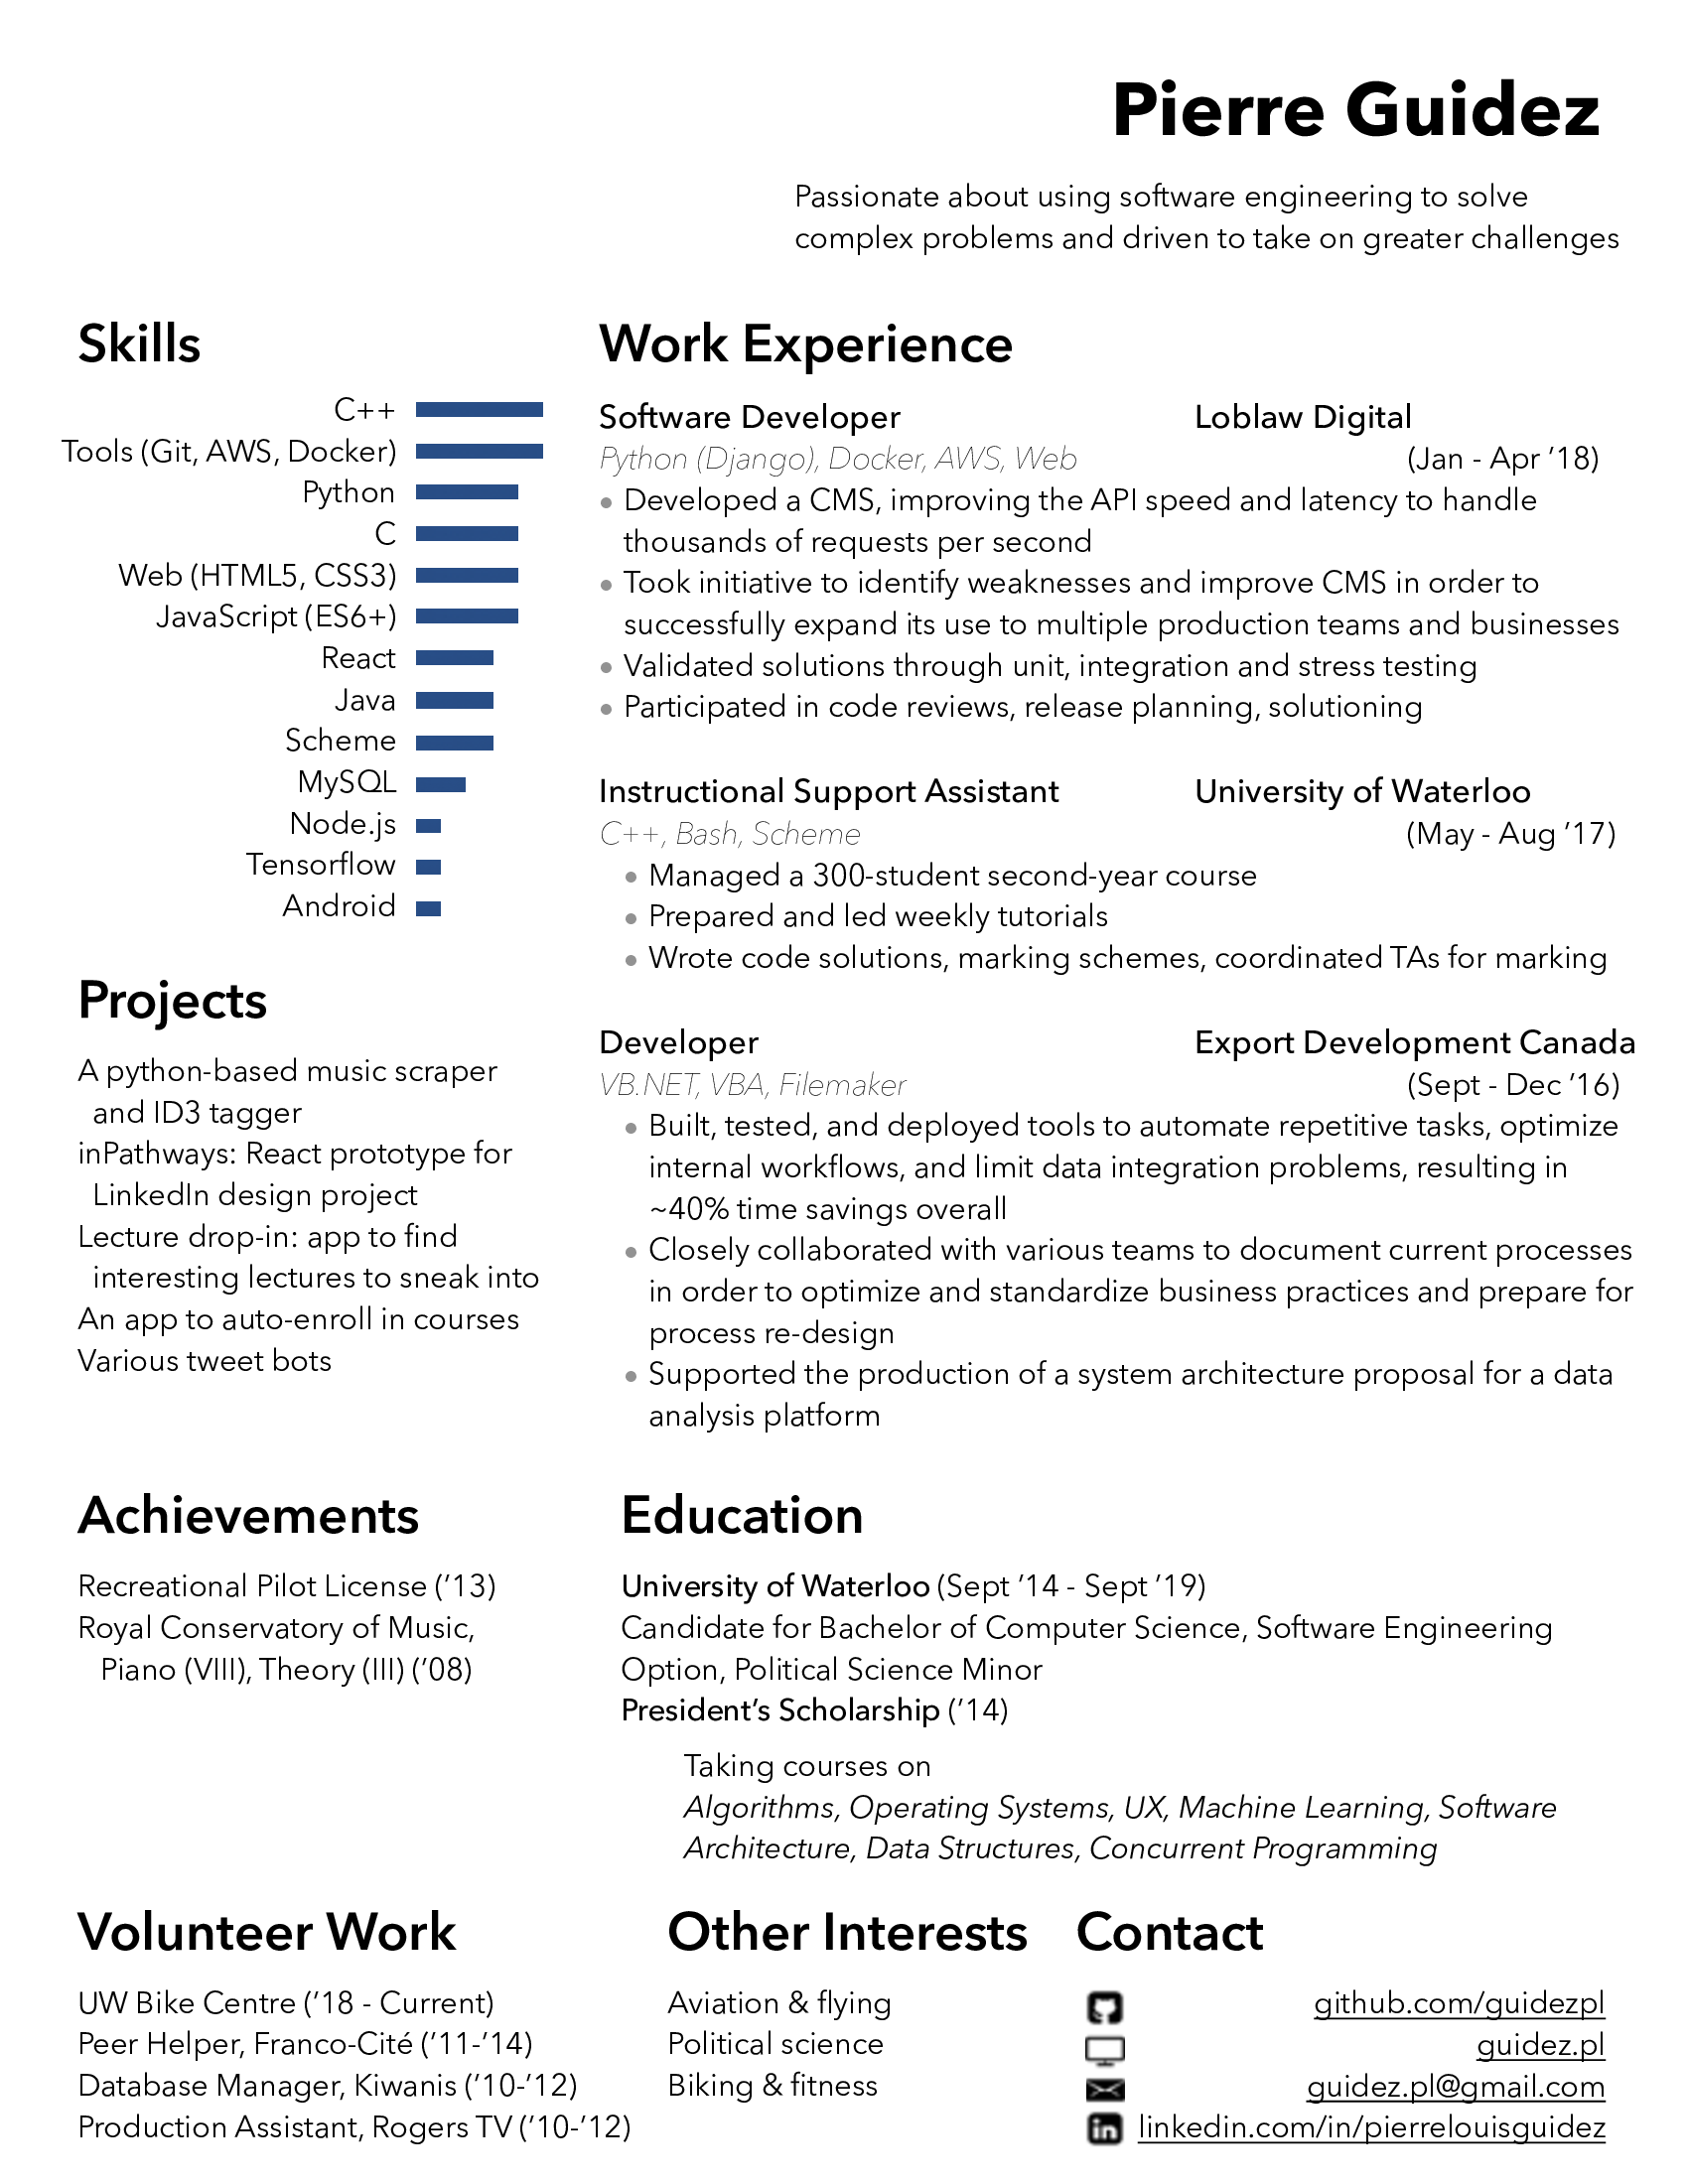 Pierre Guidez
Passionate about using software engineering to solve
complex problems and driven to take on greater challenges
Skills
C++
Tools (Git, AWS, Docker)
Python
C
Web (HTML5, CSS3)
JavaScript (ES6+)
React
Java
Scheme
MySQL
Node.js
Tensorflow
Android
Projects
A python-based music scraper
and ID3 tagger
inPathways: React prototype for
LinkedIn design project
Lecture drop-in: app to find
interesting lectures to sneak into
An app to auto-enroll in courses
Various tweet bots
Work Experience
Software Developer Loblaw Digital
Python (Django), Docker, AWS, Web (Jan - Apr ’18)
• Developed a CMS, improving the API speed and latency to handle
thousands of requests per second
• Took initiative to identify weaknesses and improve CMS in order to
successfully expand its use to multiple production teams and businesses
• Validated solutions through unit, integration and stress testing
• Participated in code reviews, release planning, solutioning
Instructional Support Assistant University of Waterloo
C++, Bash, Scheme (May - Aug ’17)
• Managed a 300-student second-year course
• Prepared and led weekly tutorials
• Wrote code solutions, marking schemes, coordinated TAs for marking
Developer Export Development Canada
VB.NET, VBA, Filemaker (Sept - Dec ’16)
• Built, tested, and deployed tools to automate repetitive tasks, optimize
internal workflows, and limit data integration problems, resulting in
~40% time savings overall
• Closely collaborated with various teams to document current processes
in order to optimize and standardize business practices and prepare for
process re-design
• Supported the production of a system architecture proposal for a data
analysis platform
Achievements
Recreational Pilot License (’13)
Royal Conservatory of Music,
Piano (VIII), Theory (III) (’08)
Education
University of Waterloo (Sept ’14 - Sept ’19)
Candidate for Bachelor of Computer Science, Software Engineering
Option, Political Science Minor
President’s Scholarship (’14)
Taking courses on
Algorithms, Operating Systems, UX, Machine Learning, Software
Architecture, Data Structures, Concurrent Programming
Volunteer Work
UW Bike Centre (’18 - Current)
Peer Helper, Franco-Cité (’11-’14)
Database Manager, Kiwanis (’10-’12)
Production Assistant, Rogers TV (’10-’12)
Other Interests
Aviation & flying
Political science
Biking & fitness
Contact
github.com/guidezpl
guidez.pl
guidez.pl@gmail.com
linkedin.com/in/pierrelouisguidez